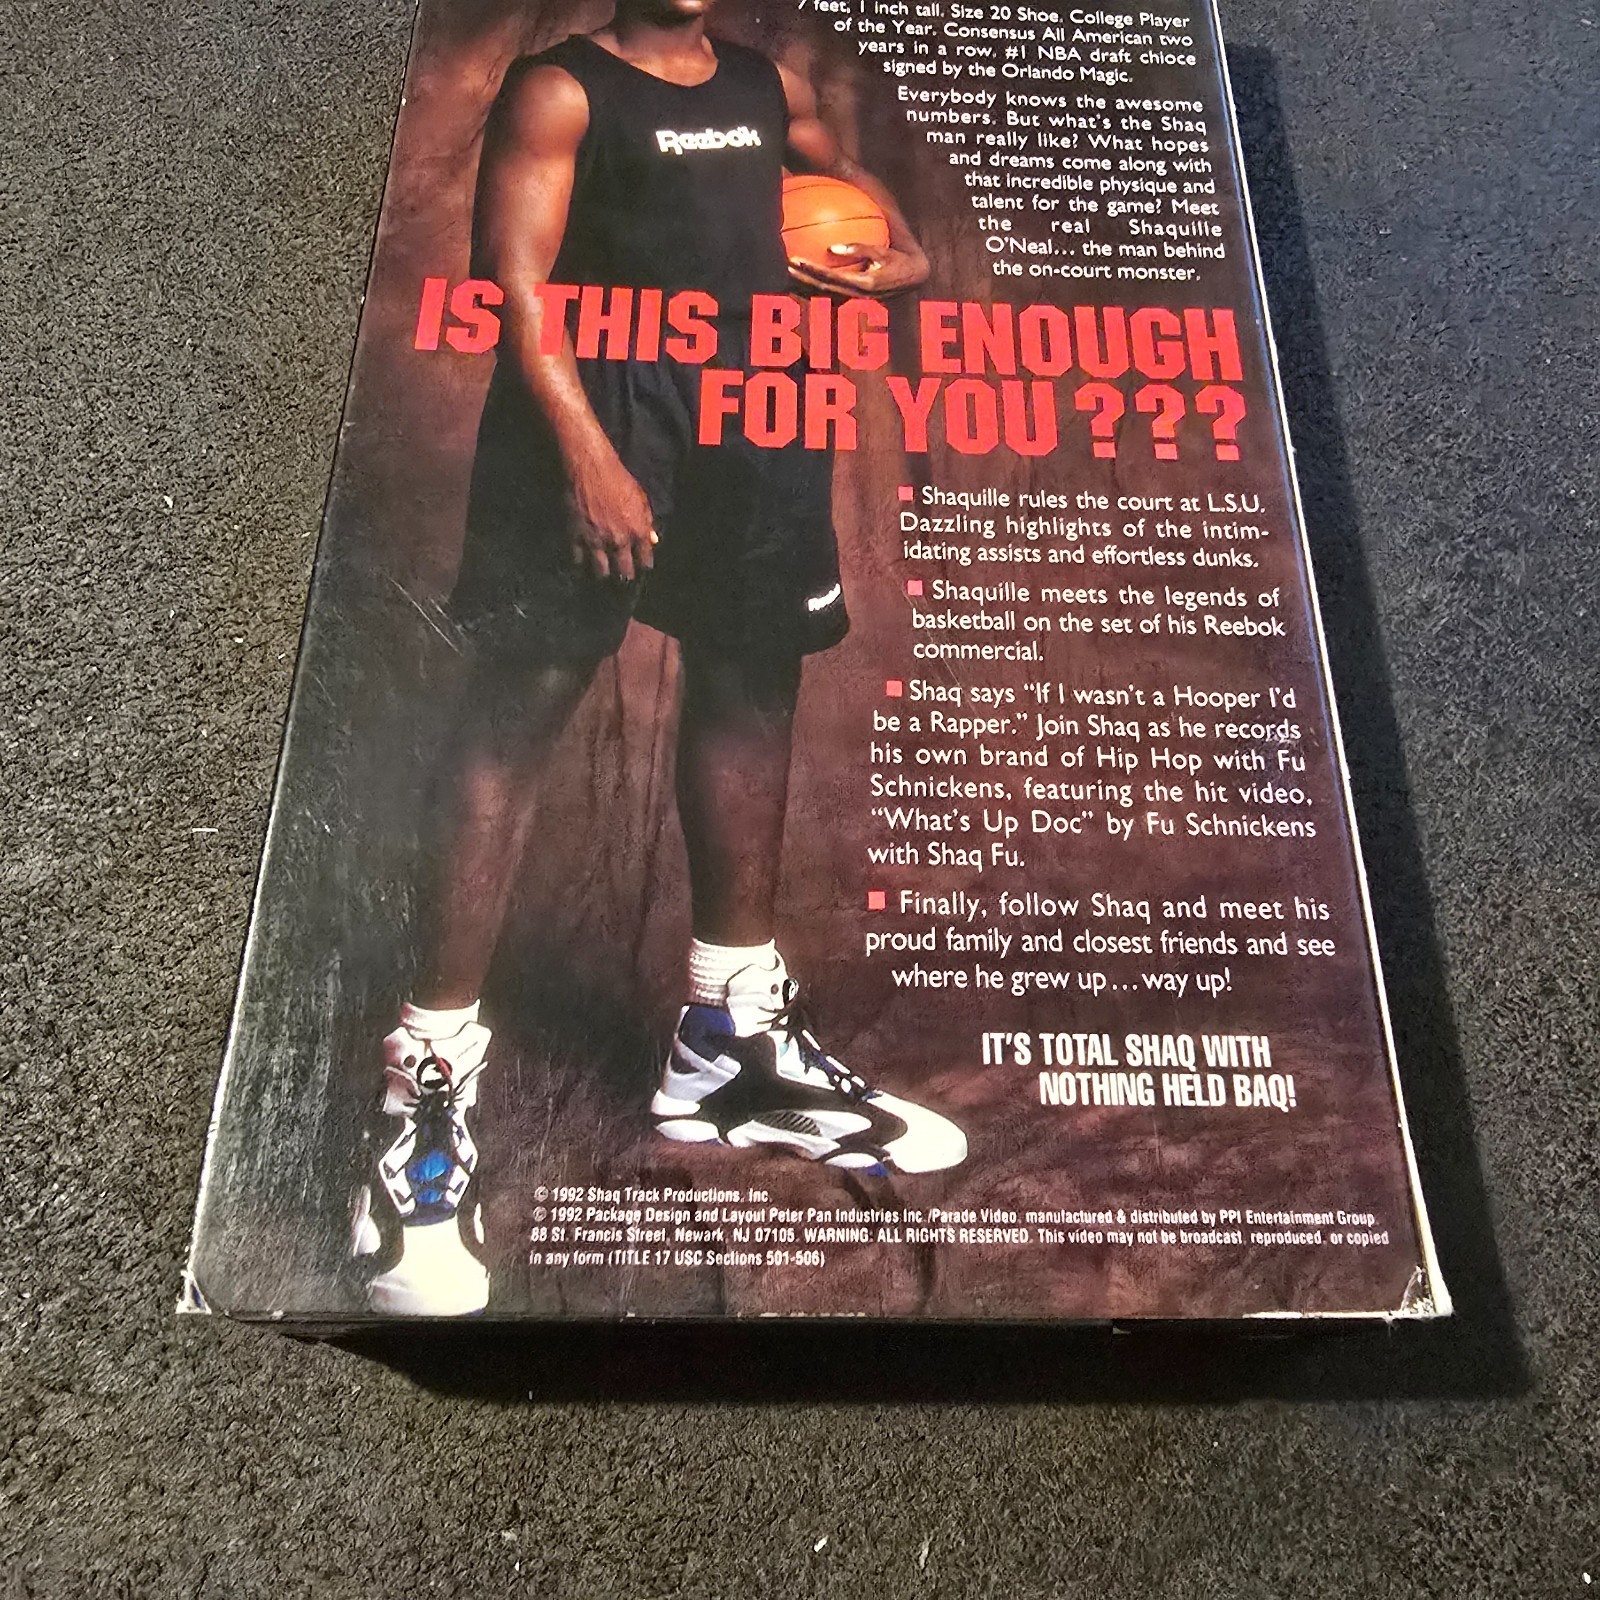 7 feet, 1 inch tall. Size 20 Shoe. College Player
of the Year. Consensus All American two
years in a row. #1 NBA draft chioce
signed by the Orlando Magic.
Everybody knows the awesome
numbers. But what's the Shaq
man really like? What hopes
and dreams come along with
that incredible physique and
talent for the game? Meet
the real Shaquille
O'Neal... the man behind
the on-court monster.
Reebok
IS THIS BIG ENOUGH
FOR YOU???
Shaquille rules the court at L.S.U.
Dazzling highlights of the intim-
idating assists and effortless dunks.
Shaquille meets the legends of
basketball on the set of his Reebok
commercial.
Reebok
Shaq says "If I wasn't a Hooper I'd
be a Rapper." Join Shaq as he records
his own brand of Hip Hop with Fu
Schnickens, featuring the hit video,
"What's Up Doc" by Fu Schnickens
with Shaq Fu.
Finally, follow Shaq and meet his
proud family and closest friends and see
where he grew up...way up!
IT'S TOTAL SHAQ WITH
NOTHING HELD BAQ!
© 1992 Shaq Track Productions, Inc.
© 1992 Package Design and Layout Peter Pan Industries Inc./Parade Video, manufactured & distributed by PPI Entertainment Group
88 St. Francis Street, Newark, NJ 07105. WARNING: ALL RIGHTS RESERVED. This video may not be broadcast, reproduced, or copied
in any form (TITLE 17 USC Sections 501-506)